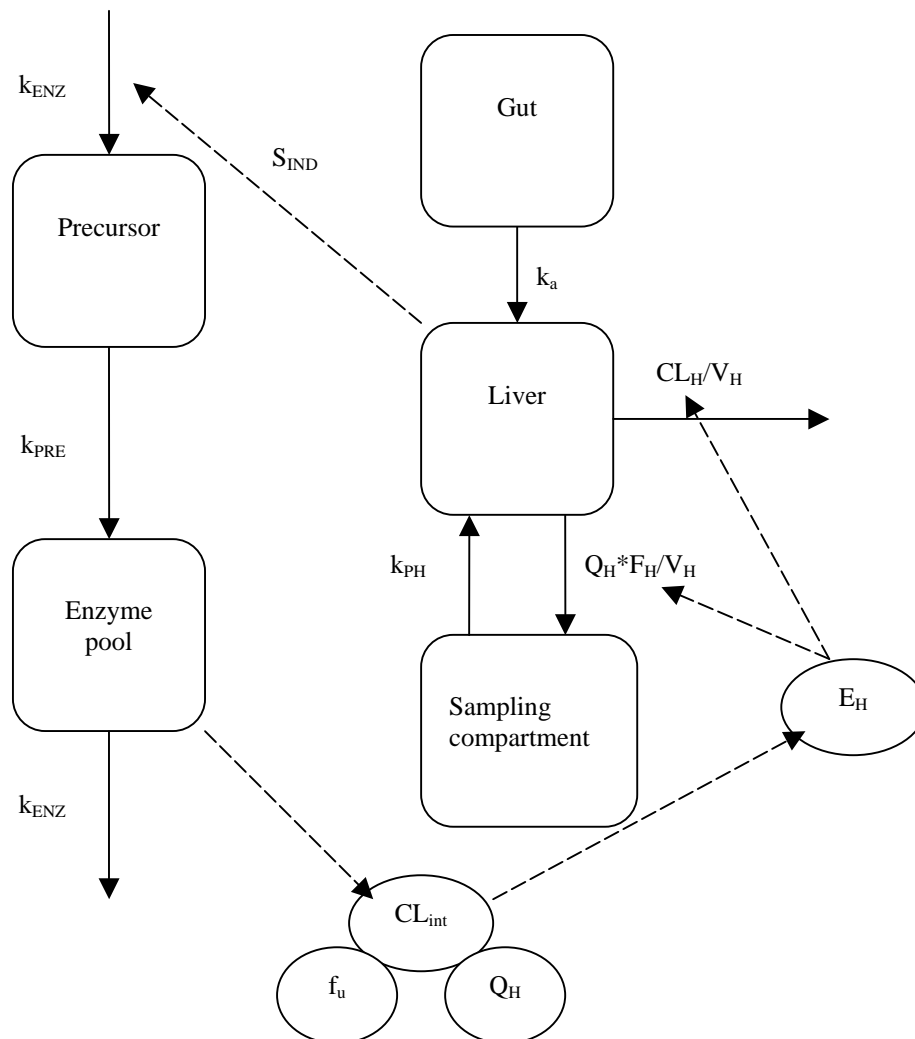 k_ENZ
Gut
S_IND
Precursor
k_a
Liver
CL_H/V_H
k_PRE
k_PH
Q_H*F_H/V_H
Enzyme
pool
Sampling
compartment
E_H
k_ENZ
CL_int
f_u
Q_H